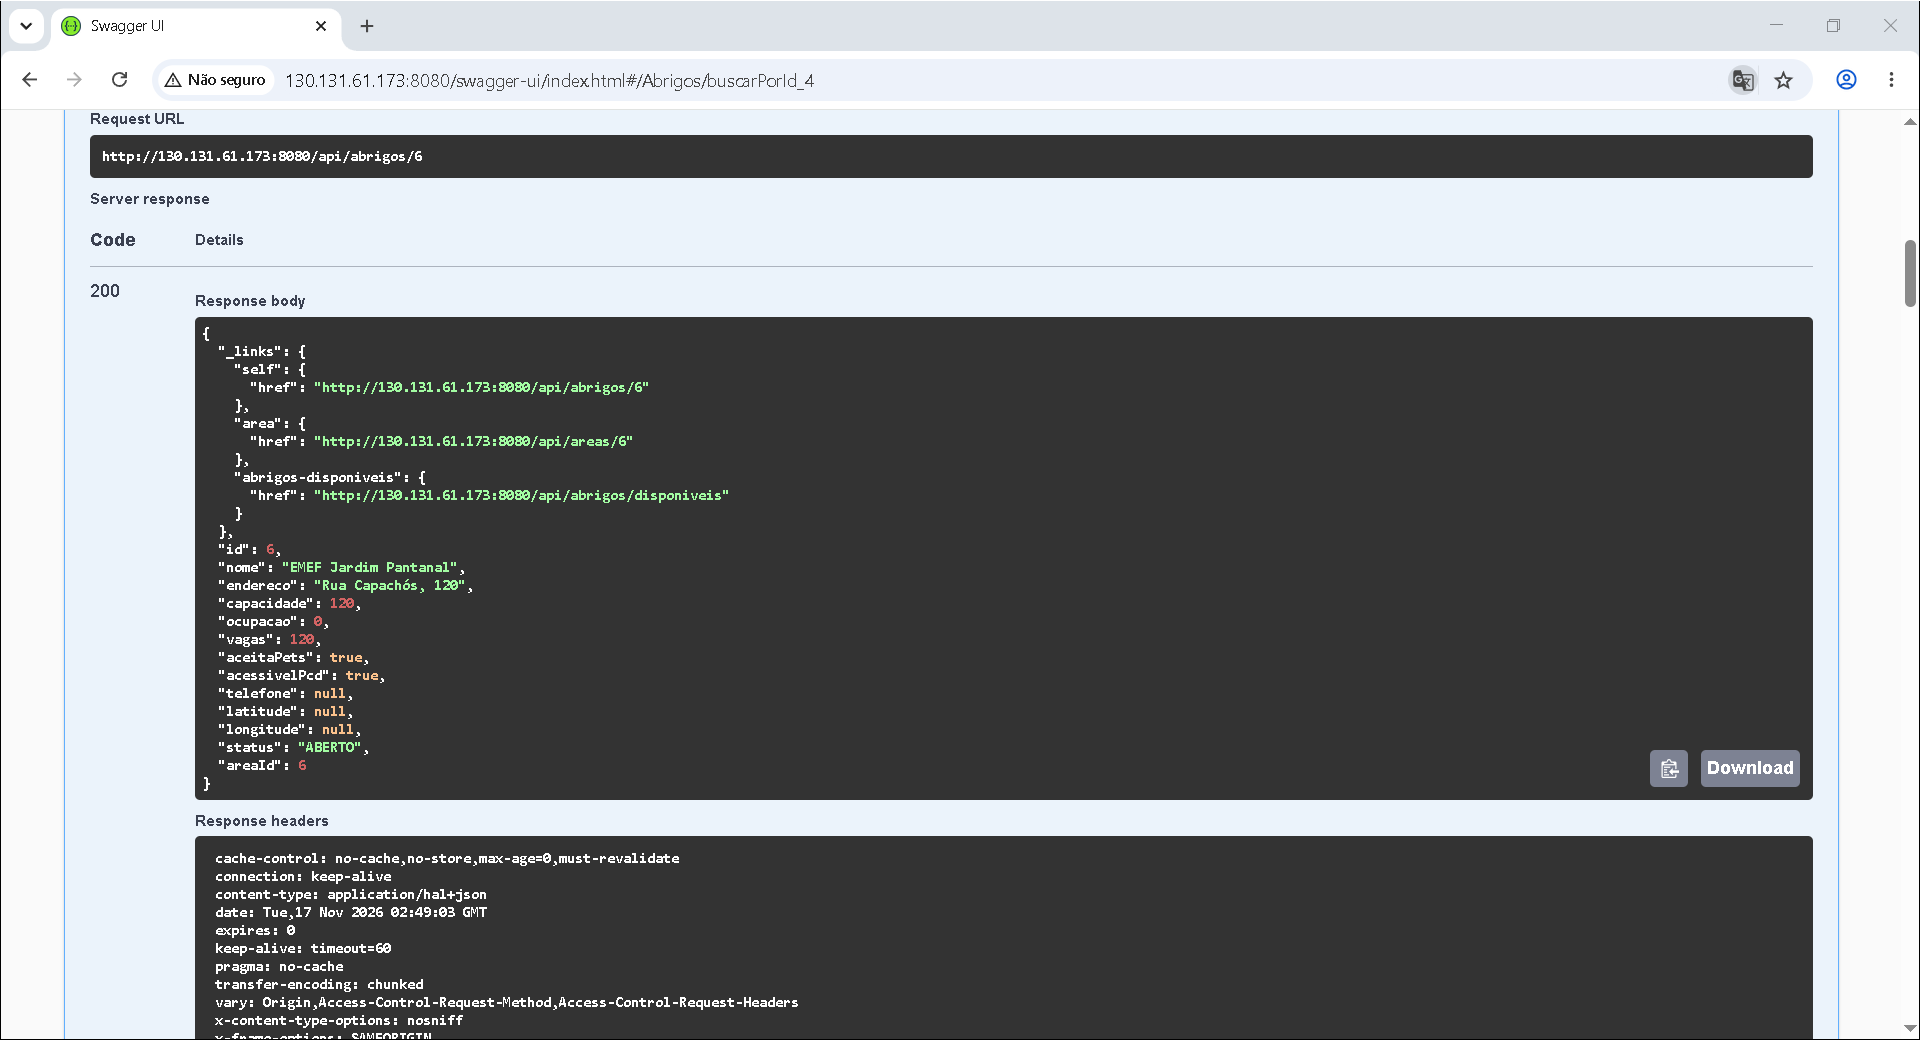 Swagger UI
Não seguro 130.131.61.173:8080/swagger-ui/index.html#/Abrigos/buscarPorId_4
Request URL
http://130.131.61.173:8080/api/abrigos/6
Server response
Code Details
200
Response body
{
  "_links": {
    "self": {
      "href": "http://130.131.61.173:8080/api/abrigos/6"
    },
    "area": {
      "href": "http://130.131.61.173:8080/api/areas/6"
    },
    "abrigos-disponiveis": {
      "href": "http://130.131.61.173:8080/api/abrigos/disponiveis"
    }
  },
  "id": 6,
  "nome": "EMEF Jardim Pantanal",
  "endereco": "Rua Capachós, 120",
  "capacidade": 120,
  "ocupacao": 0,
  "vagas": 120,
  "aceitaPets": true,
  "acessivelPcd": true,
  "telefone": null,
  "latitude": null,
  "longitude": null,
  "status": "ABERTO",
  "areaId": 6
}
Download
Response headers
cache-control: no-cache,no-store,max-age=0,must-revalidate
connection: keep-alive
content-type: application/hal+json
date: Tue,17 Nov 2026 02:49:03 GMT
expires: 0
keep-alive: timeout=60
pragma: no-cache
transfer-encoding: chunked
vary: Origin,Access-Control-Request-Method,Access-Control-Request-Headers
x-content-type-options: nosniff
x-frame-options: SAMEORIGIN